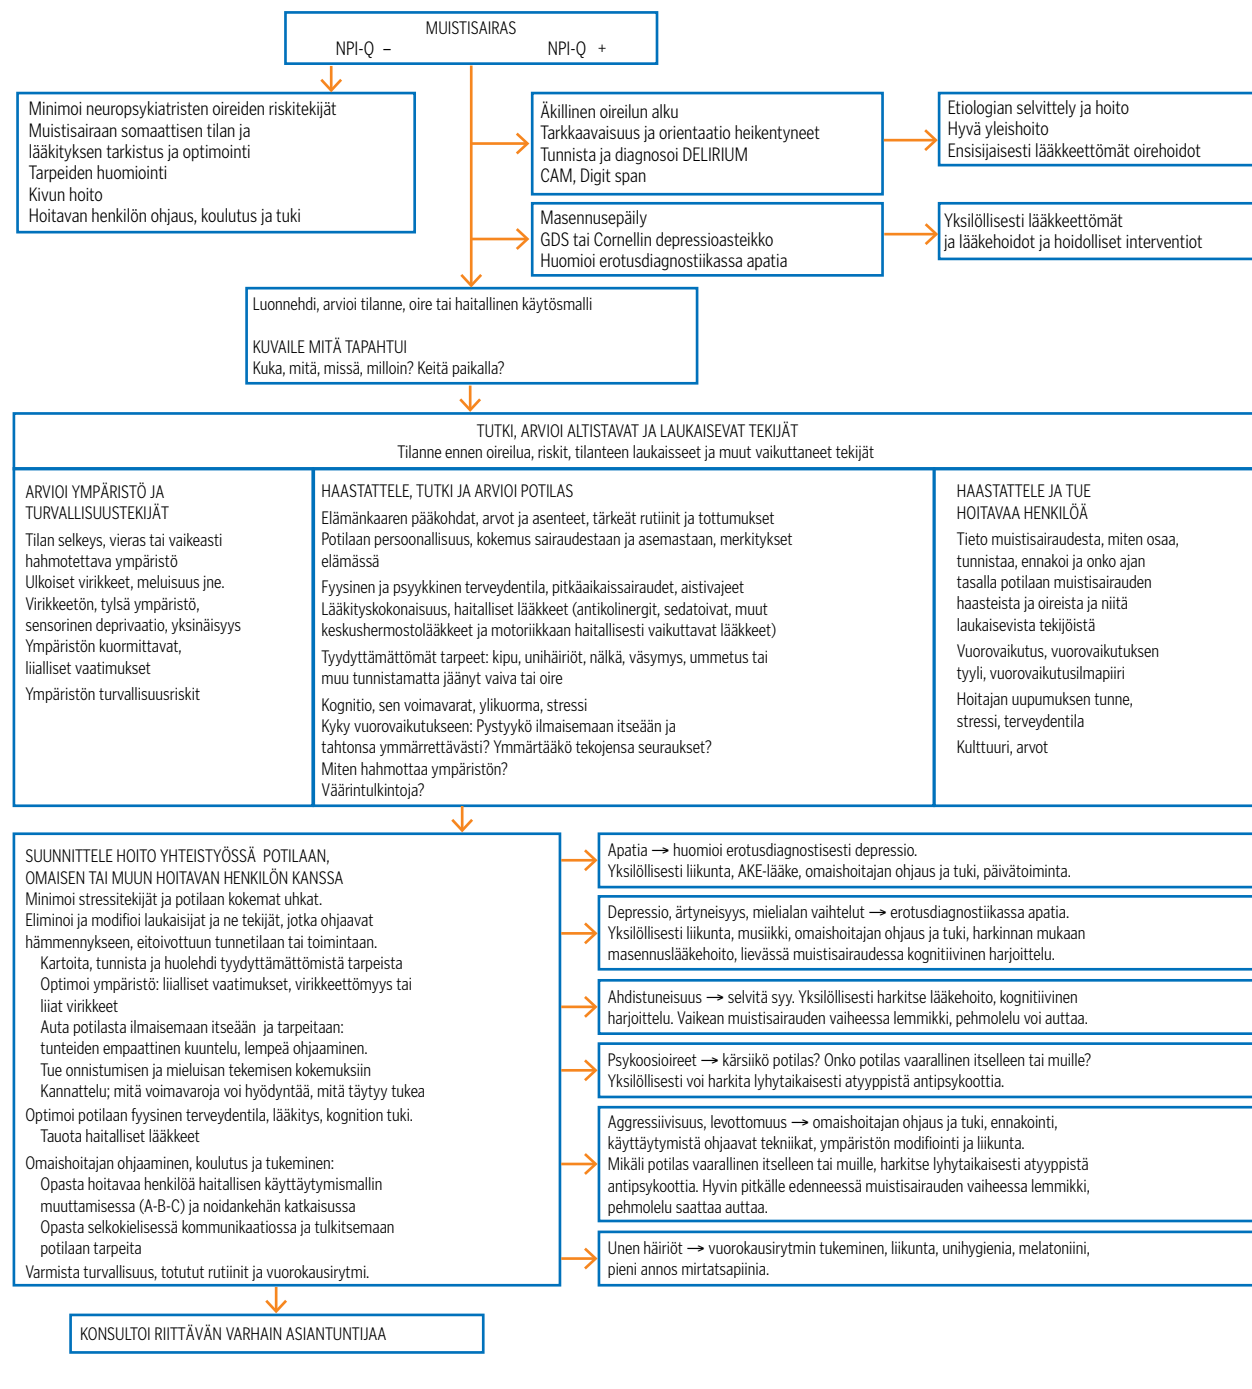 MUISTISAIRAS
NPI-Q – NPI-Q +
Minimoi neuropsykiatristen oireiden riskitekijät
Muistisairaan somaattisen tilan ja
lääkityksen tarkistus ja optimointi
Tarpeiden huomiointi
Kivun hoito
Hoitavan henkilön ohjaus, koulutus ja tuki
Äkillinen oireilun alku
Tarkkaavaisuus ja orientaatio heikentyneet
Tunnista ja diagnosoi DELIRIUM
CAM, Digit span
Etiologian selvittely ja hoito
Hyvä yleishoito
Ensisijaisesti lääkkeettömät oirehoidot
Masennusepäily
GDS tai Cornellin depressioasteikko
Huomioi erotusdiagnostiikassa apatia
Yksilöllisesti lääkkeettömät
ja lääkehoidot ja hoidolliset interventiot
Luonnehdi, arvioi tilanne, oire tai haitallinen käytösmalli
KUVAILE MITÄ TAPAHTUI
Kuka, mitä, missä, milloin? Keitä paikalla?
TUTKI, ARVIOI ALTISTAVAT JA LAUKAISEVAT TEKIJÄT
Tilanne ennen oireilua, riskit, tilanteen laukaisseet ja muut vaikuttaneet tekijät
ARVIOI YMPÄRISTÖ JA
TURVALLISUUSTEKIJÄT
Tilan selkeys, vieras tai vaikeasti
hahmotettava ympäristö
Ulkoiset virikkeet, meluisuus jne.
Virikkeetön, tylsä ympäristö,
sensorinen deprivaatio, yksinäisyys
Ympäristön kuormittavat,
liialliset vaatimukset
Ympäristön turvallisuusriskit
HAASTATTELE, TUTKI JA ARVIOI POTILAS
Elämänkaaren pääkohdat, arvot ja asenteet, tärkeät rutiinit ja tottumukset
Potilaan persoonallisuus, kokemus sairaudestaan ja asemastaan, merkitykset
elämässä
Fyysinen ja psyykkinen terveydentila, pitkäaikaissairaudet, aistivajeet
Lääkityskokonaisuus, haitalliset lääkkeet (antikolinergit, sedatoivat, muut
keskushermostolääkkeet ja motoriikkaan haitallisesti vaikuttavat lääkkeet)
Tyydyttämättömät tarpeet: kipu, unihäiriöt, nälkä, väsymys, ummetus tai
muu tunnistamatta jäänyt vaiva tai oire
Kognitio, sen voimavarat, ylikuorma, stressi
Kyky vuorovaikutukseen: Pystyykö ilmaisemaan itseään ja
tahtonsa ymmärrettävästi? Ymmärtääkö tekojensa seuraukset?
Miten hahmottaa ympäristön?
Väärintulkintoja?
HAASTATTELE JA TUE
HOITAVAA HENKILÖÄ
Tieto muistisairaudesta, miten osaa,
tunnistaa, ennakoi ja onko ajan
tasalla potilaan muistisairauden
haasteista ja oireista ja niitä
laukaisevista tekijöistä
Vuorovaikutus, vuorovaikutuksen
tyyli, vuorovaikutusilmapiiri
Hoitajan uupumuksen tunne,
stressi, terveydentila
Kulttuuri, arvot
SUUNNITTELE HOITO YHTEISTYÖSSÄ POTILAAN,
OMAISEN TAI MUUN HOITAVAN HENKILÖN KANSSA
Minimoi stressitekijät ja potilaan kokemat uhkat.
Eliminoi ja modifioi laukaisijat ja ne tekijät, jotka ohjaavat
hämmennykseen, eitoivottuun tunnetilaan tai toimintaan.
Kartoita, tunnista ja huolehdi tyydyttämättömistä tarpeista
Optimoi ympäristö: liialliset vaatimukset, virikkeettömyys tai
liiat virikkeet
Auta potilasta ilmaisemaan itseään ja tarpeitaan:
tunteiden empaattinen kuuntelu, lempeä ohjaaminen.
Tue onnistumisen ja mieluisan tekemisen kokemuksiin
Kannattelu; mitä voimavaroja voi hyödyntää, mitä täytyy tukea
Optimoi potilaan fyysinen terveydentila, lääkitys, kognition tuki.
Tauota haitalliset lääkkeet
Omaishoitajan ohjaaminen, koulutus ja tukeminen:
Opasta hoitavaa henkilöä haitallisen käyttäytymismallin
muuttamisessa (A-B-C) ja noidankehän katkaisussa
Opasta selkokielisessä kommunikaatiossa ja tulkitsemaan
potilaan tarpeita
Varmista turvallisuus, totutut rutiinit ja vuorokausirytmi.
Apatia → huomioi erotusdiagnostisesti depressio.
Yksilöllisesti liikunta, AKE-lääke, omaishoitajan ohjaus ja tuki, päivätoiminta.
Depressio, ärtyneisyys, mielialan vaihtelut → erotusdiagnostiikassa apatia.
Yksilöllisesti liikunta, musiikki, omaishoitajan ohjaus ja tuki, harkinnan mukaan
masennuslääkehoito, lievässä muistisairaudessa kognitiivinen harjoittelu.
Ahdistuneisuus → selvitä syy. Yksilöllisesti harkitse lääkehoito, kognitiivinen
harjoittelu. Vaikean muistisairauden vaiheessa lemmikki, pehmolelu voi auttaa.
Psykoosioireet → kärsiikö potilas? Onko potilas vaarallinen itselleen tai muille?
Yksilöllisesti voi harkita lyhytaikaisesti atyyppistä antipsykoottia.
Aggressiivisuus, levottomuus → omaishoitajan ohjaus ja tuki, ennakointi,
käyttäytymistä ohjaavat tekniikat, ympäristön modifiointi ja liikunta.
Mikäli potilas vaarallinen itselleen tai muille, harkitse lyhytaikaisesti atyyppistä
antipsykoottia. Hyvin pitkälle edenneessä muistisairauden vaiheessa lemmikki,
pehmolelu saattaa auttaa.
Unen häiriöt → vuorokausirytmin tukeminen, liikunta, unihygienia, melatoniini,
pieni annos mirtatsapiinia.
KONSULTOI RIITTÄVÄN VARHAIN ASIANTUNTIJAA